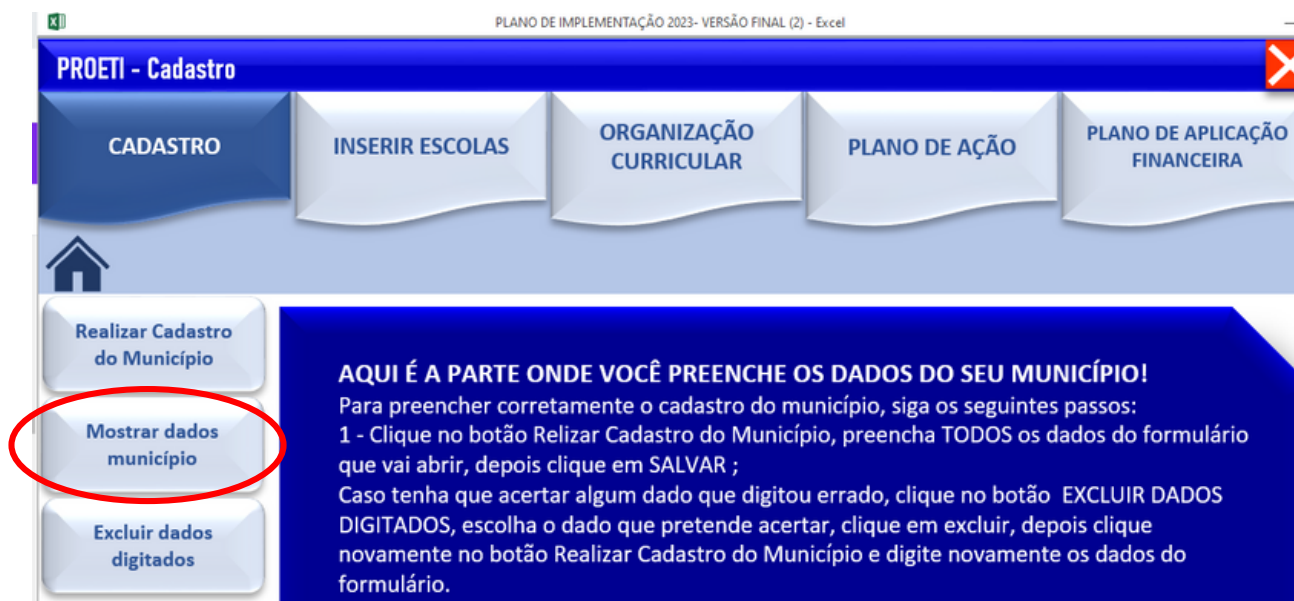 PLANO DE IMPLEMENTAÇÃO 2023- VERSÃO FINAL (2) - Excel
PROETI - Cadastro
CADASTRO
INSERIR ESCOLAS
ORGANIZAÇÃO
CURRICULAR
PLANO DE AÇÃO
PLANO DE APLICAÇÃO
FINANCEIRA
Realizar Cadastro
do Município
Mostrar dados
município
Excluir dados
digitados
AQUI É A PARTE ONDE VOCÊ PREENCHE OS DADOS DO SEU MUNICÍPIO!
Para preencher corretamente o cadastro do município, siga os seguintes passos:
1 - Clique no botão Relizar Cadastro do Município, preencha TODOS os dados do formulário
que vai abrir, depois clique em SALVAR ;
Caso tenha que acertar algum dado que digitou errado, clique no botão EXCLUIR DADOS
DIGITADOS, escolha o dado que pretende acertar, clique em excluir, depois clique
novamente no botão Realizar Cadastro do Município e digite novamente os dados do
formulário.